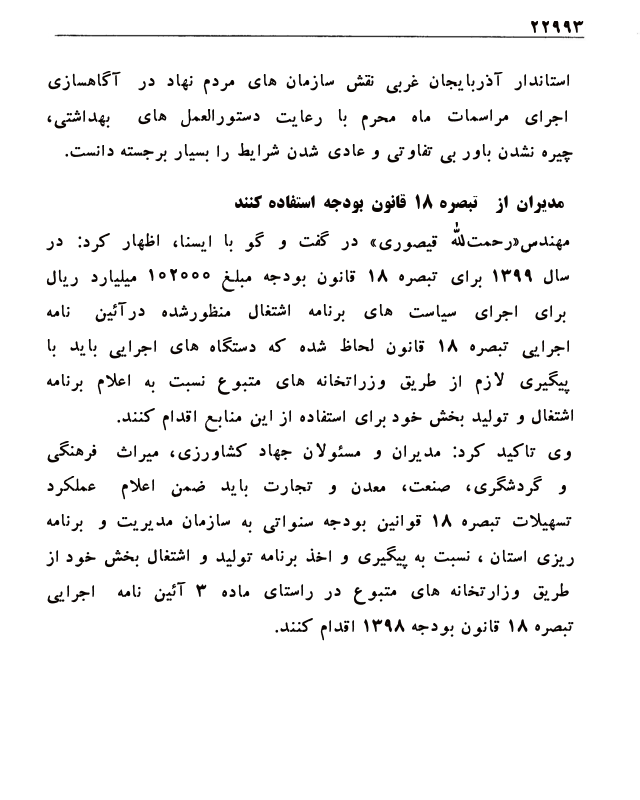 ۲۲۹۹۳
استاندار آذربایجان غربی نقش سازمان های مردم نهاد در آگاهسازی
اجرای مراسمات ماه محرم با رعایت دستورالعمل های بهداشتی،
چیره نشدن باور بی تفاوتی و عادی شدن شرایط را بسیار برجسته دانست.
مدیران از تبصره ۱۸ قانون بودجه استفاده کنند
مهندس«رحمت‌الله قیصوری» در گفت و گو با ایسنا، اظهار کرد: در
سال ۱۳۹۹ برای تبصره ۱۸ قانون بودجه مبلغ ۱۰۲۰۰۰ میلیارد ریال
برای اجرای سیاست های برنامه اشتغال منظورشده درآئین نامه
اجرایی تبصره ۱۸ قانون لحاظ شده که دستگاه های اجرایی باید با
پیگیری لازم از طریق وزراتخانه های متبوع نسبت به اعلام برنامه
اشتغال و تولید بخش خود برای استفاده از این منابع اقدام کنند.
وی تاکید کرد: مدیران و مسئولان جهاد کشاورزی، میراث فرهنگی
و گردشگری، صنعت، معدن و تجارت باید ضمن اعلام عملکرد
تسهیلات تبصره ۱۸ قوانین بودجه سنواتی به سازمان مدیریت و برنامه
ریزی استان ، نسبت به پیگیری و اخذ برنامه تولید و اشتغال بخش خود از
طریق وزارتخانه های متبوع در راستای ماده ۳ آئین نامه اجرایی
تبصره ۱۸ قانون بودجه ۱۳۹۸ اقدام کنند.